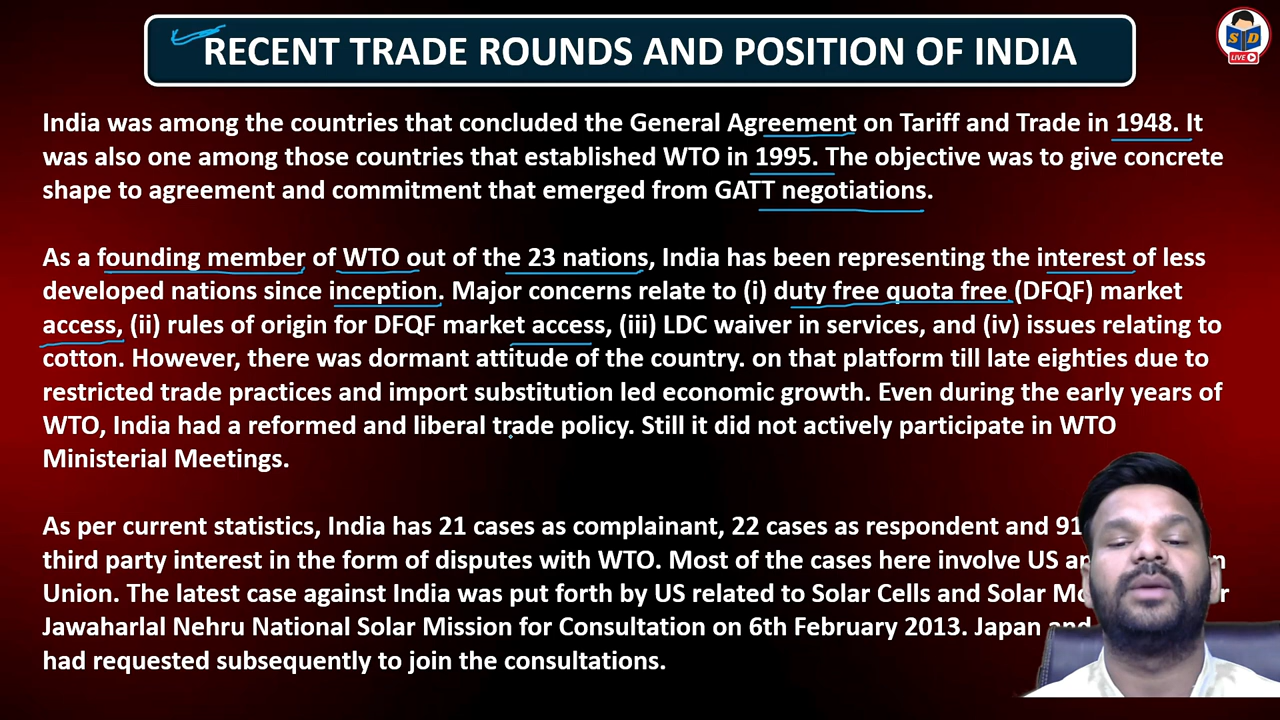 RECENT TRADE ROUNDS AND POSITION OF INDIA
S D
LIVE
India was among the countries that concluded the General Agreement on Tariff and Trade in 1948. It
was also one among those countries that established WTO in 1995. The objective was to give concrete
shape to agreement and commitment that emerged from GATT negotiations.
As a founding member of WTO out of the 23 nations, India has been representing the interest of less
developed nations since inception. Major concerns relate to (i) duty free quota free (DFQF) market
access, (ii) rules of origin for DFQF market access, (iii) LDC waiver in services, and (iv) issues relating to
cotton. However, there was dormant attitude of the country. on that platform till late eighties due to
restricted trade practices and import substitution led economic growth. Even during the early years of
WTO, India had a reformed and liberal trade policy. Still it did not actively participate in WTO
Ministerial Meetings.
As per current statistics, India has 21 cases as complainant, 22 cases as respondent and 91
third party interest in the form of disputes with WTO. Most of the cases here involve US
Union. The latest case against India was put forth by US related to Solar Cells and Solar
Jawaharlal Nehru National Solar Mission for Consultation on 6th February 2013. Japan and
had requested subsequently to join the consultations.